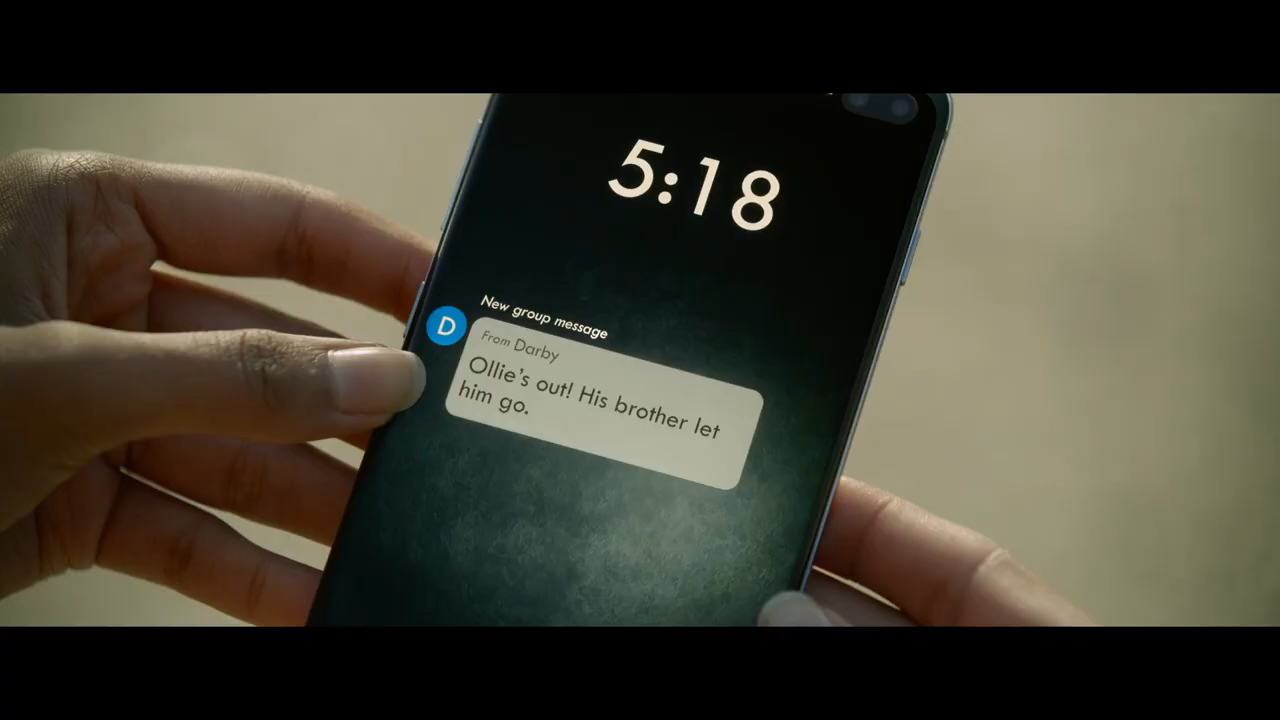 5:18
New group message
D
From Darby
Ollie's out! His brother let
him go.